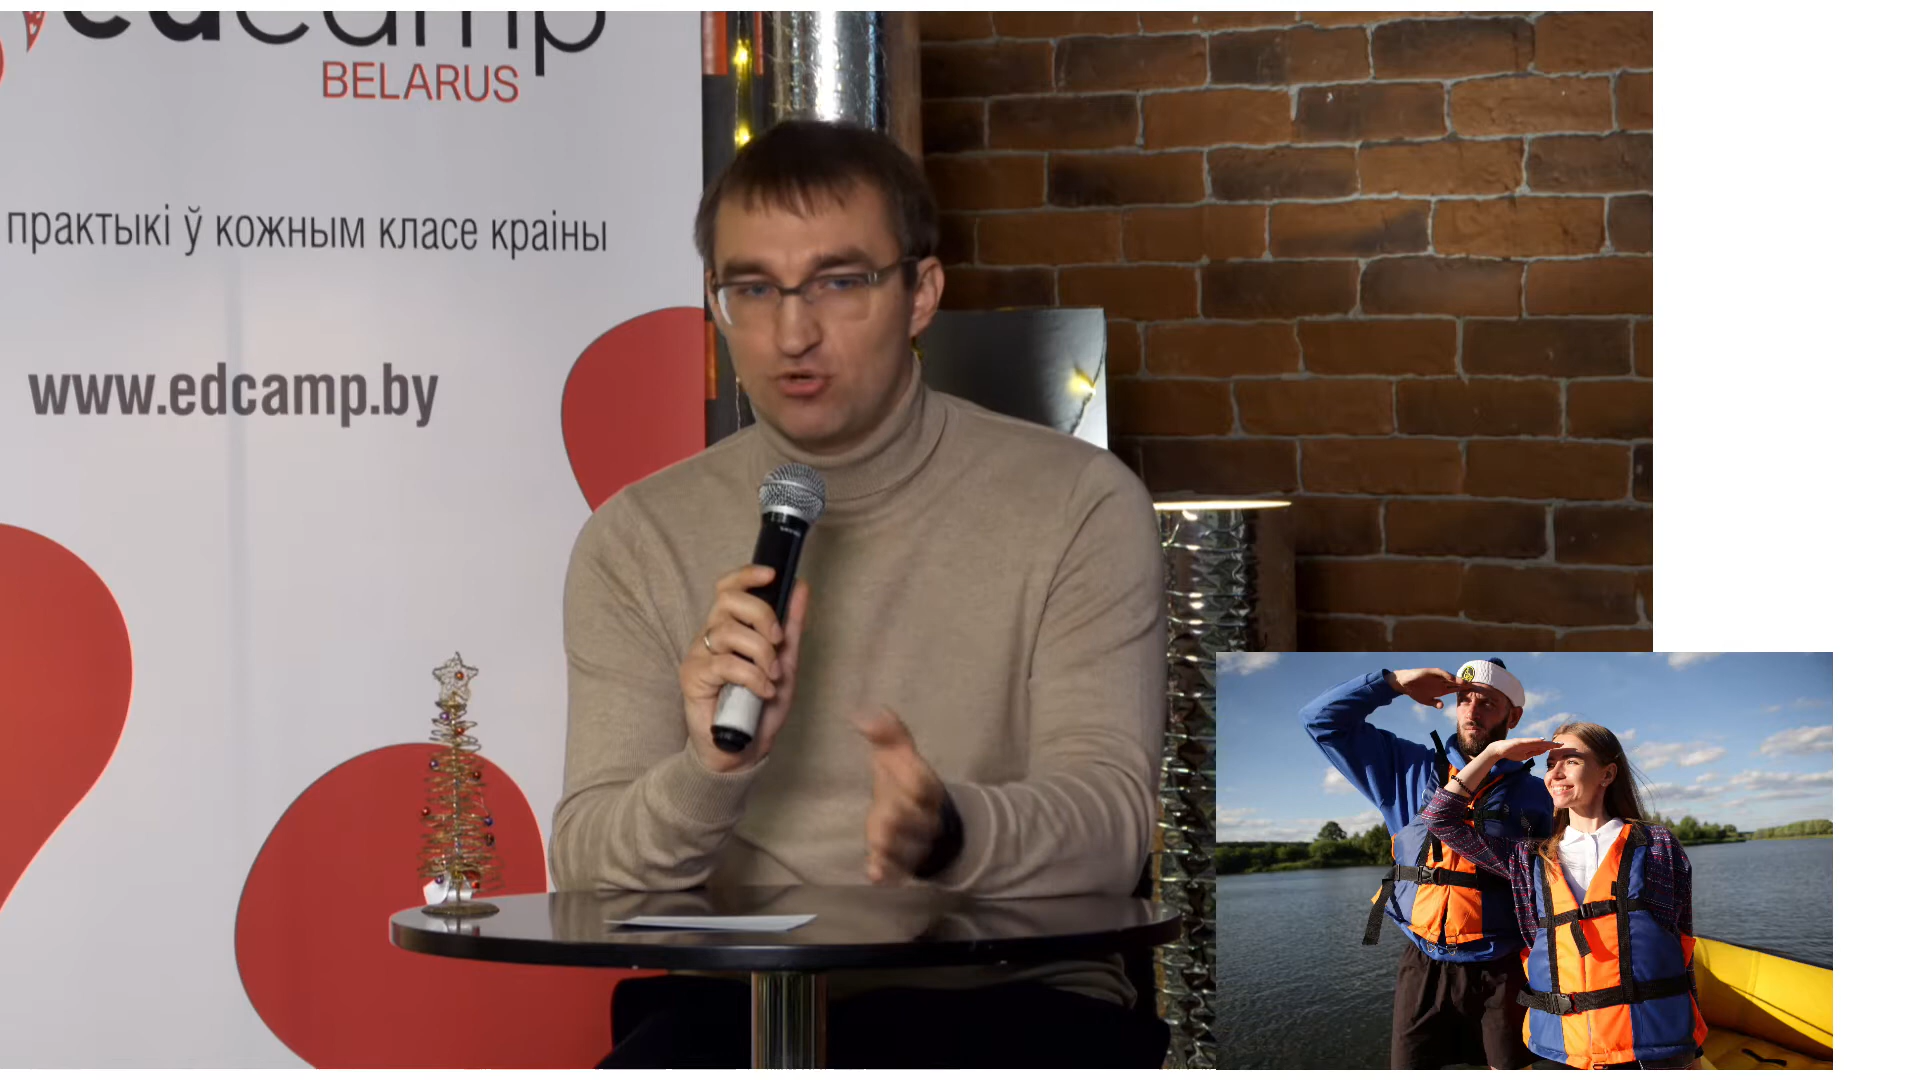 edcamp
BELARUS
практыкі ў кожным класе краіны
www.edcamp.by